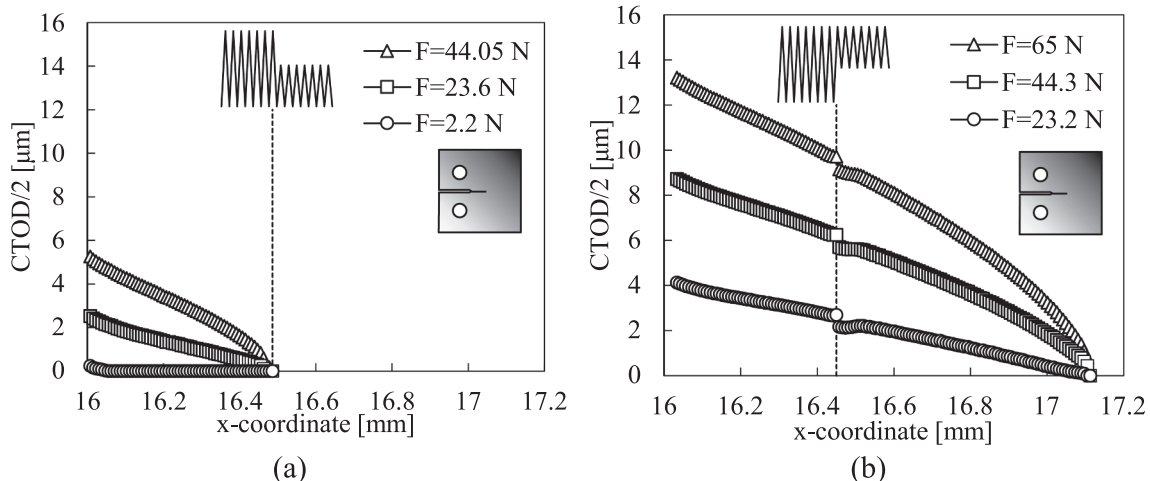 16
14
12
10
8
6
4
2
0
CTOD/2 [μm]
F=44.05 N
F=23.6 N
F=2.2 N
16 16.2 16.4 16.6 16.8 17 17.2
x-coordinate [mm]
(a)
16
14
12
10
8
6
4
2
0
CTOD/2 [μm]
F=65 N
F=44.3 N
F=23.2 N
16 16.2 16.4 16.6 16.8 17 17.2
x-coordinate [mm]
(b)